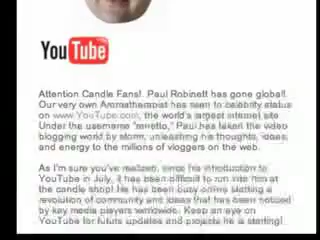 YouTube
Attention Candle Fans!. Paul Robinett has gone global!
Our very own Aromatherapist has risen to celebrity status
on www.YouTube.com, the world's largest internet site
Under the username "renetto," Paul has taken the video
blogging world by storm, unleashing his thoughts, ideas,
and energy to the millions of vloggers on the web.
As I'm sure you've realized, since his introduction to
YouTube in July, it has been difficult to run into him at
the candle shop! He has been busy online starting a
revolution of community and ideas that has been noticed
by key media players worldwide. Keep an eye on
YouTube for future updates and projects he is starting!